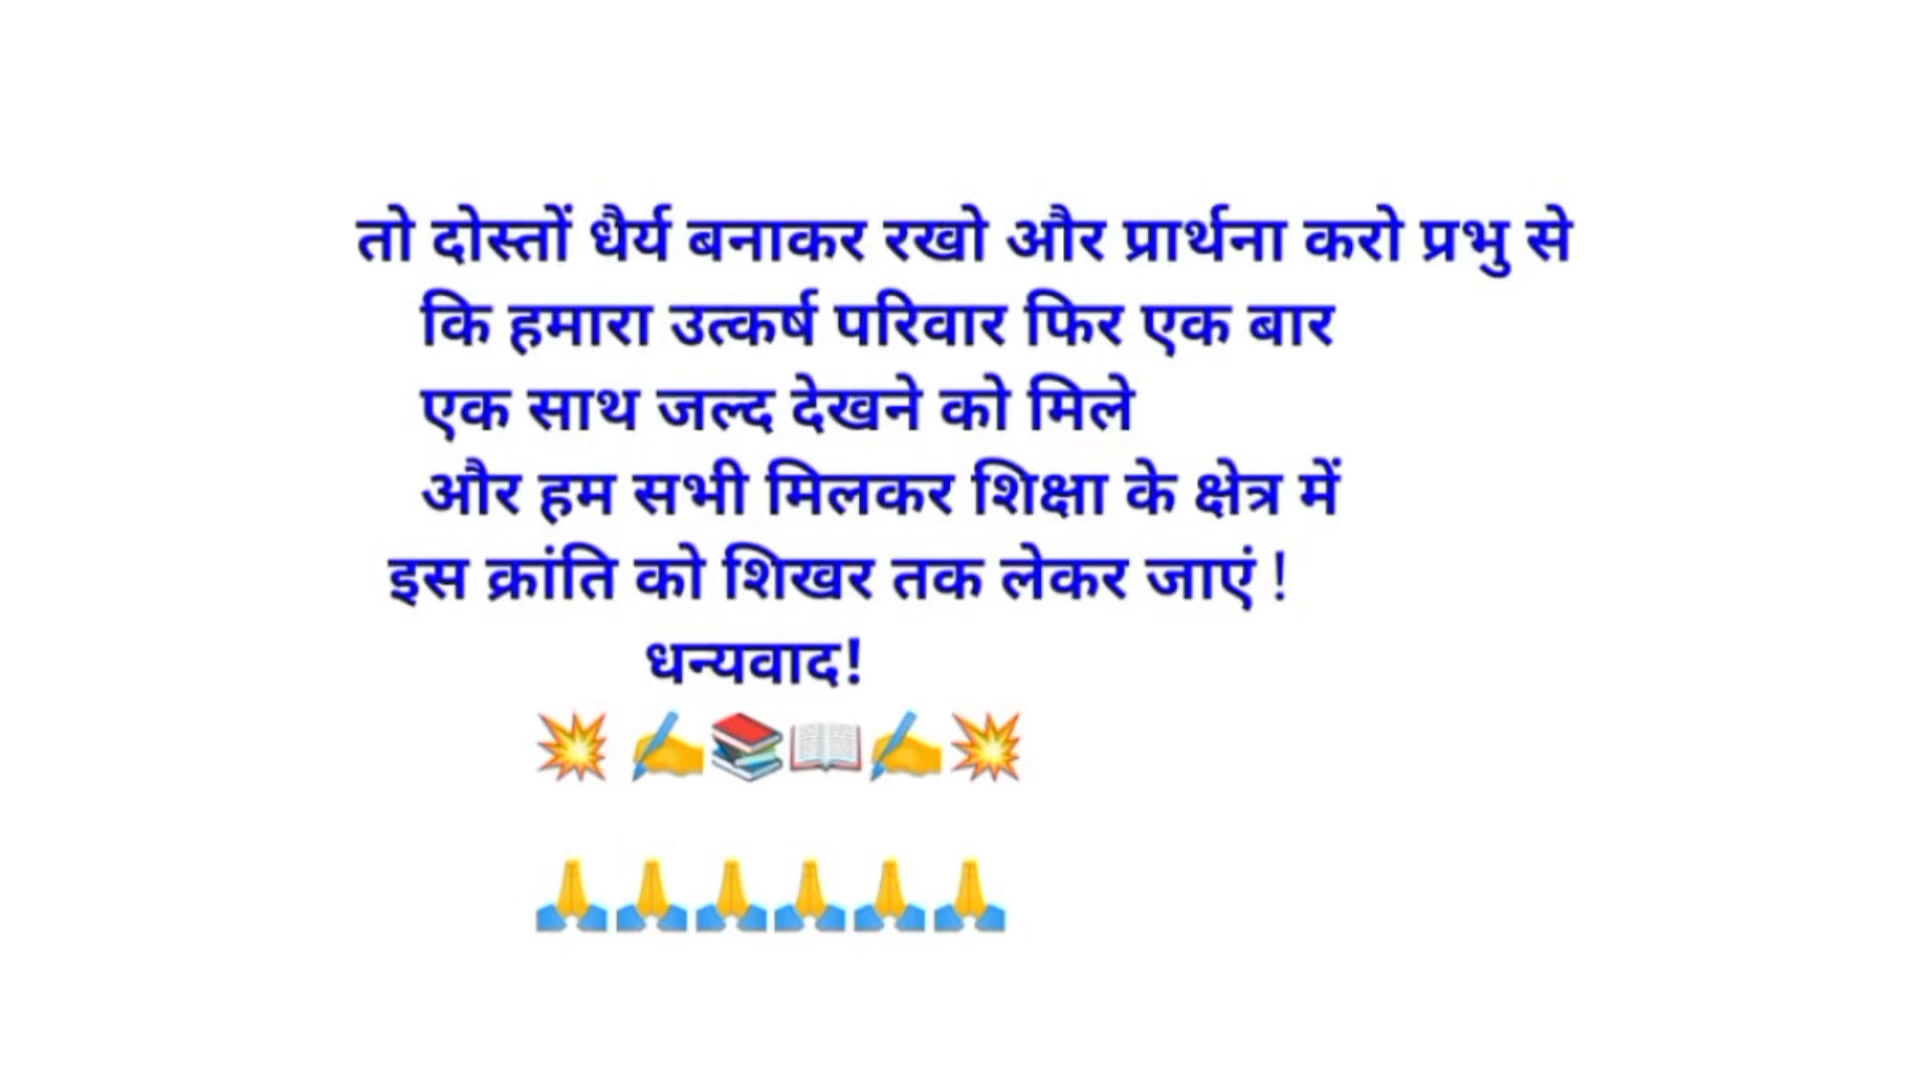 तो दोस्तों धैर्य बनाकर रखो और प्रार्थना करो प्रभु से
कि हमारा उत्कर्ष परिवार फिर एक बार
एक साथ जल्द देखने को मिले
और हम सभी मिलकर शिक्षा के क्षेत्र में
इस क्रांति को शिखर तक लेकर जाएं !
धन्यवाद!
💥 ✍️📚📖✍️💥
🙏🙏🙏🙏🙏🙏